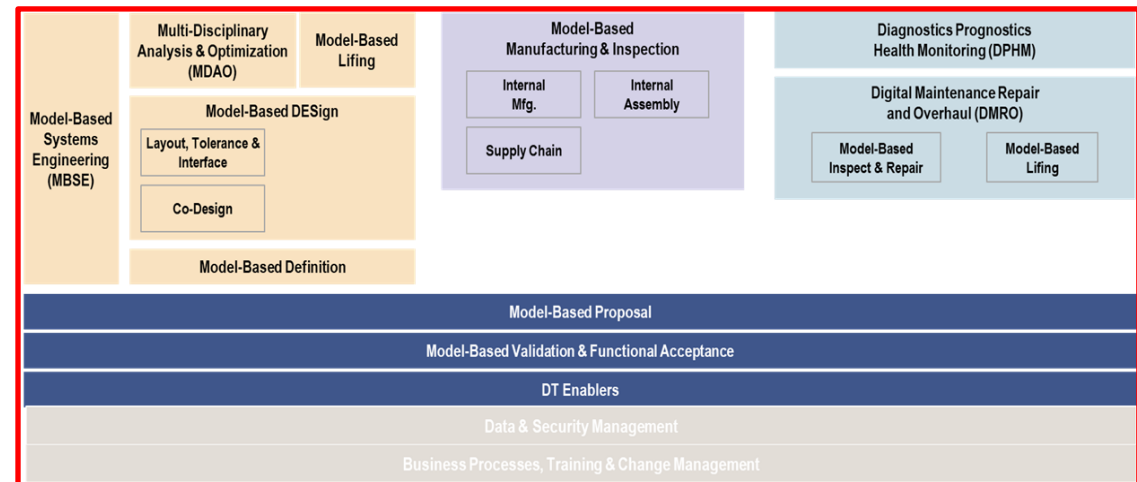 Model-Based
Systems
Engineering
(MBSE)
Multi-Disciplinary
Analysis & Optimization
(MDAO)
Model-Based
Lifing
Model-Based DESign
Layout, Tolerance &
Interface
Co-Design
Model-Based Definition
Model-Based
Manufacturing & Inspection
Internal
Mfg.
Internal
Assembly
Supply Chain
Diagnostics Prognostics
Health Monitoring (DPHM)
Digital Maintenance Repair
and Overhaul (DMRO)
Model-Based
Inspect & Repair
Model-Based
Lifing
Model-Based Proposal
Model-Based Validation & Functional Acceptance
DT Enablers
Data & Security Management
Business Processes, Training & Change Management